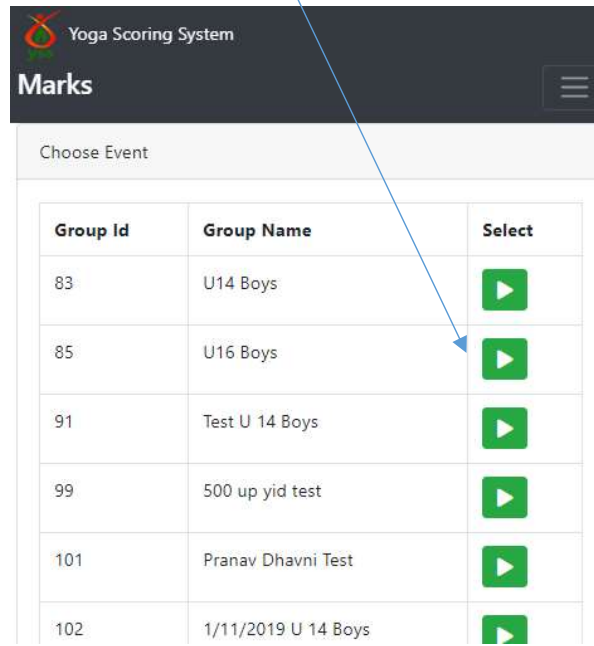 Yoga Scoring System
yss
Marks
Choose Event
Group Id Group Name Select
83 U14 Boys
85 U16 Boys
91 Test U 14 Boys
99 500 up yid test
101 Pranav Dhavni Test
102 1/11/2019 U 14 Boys